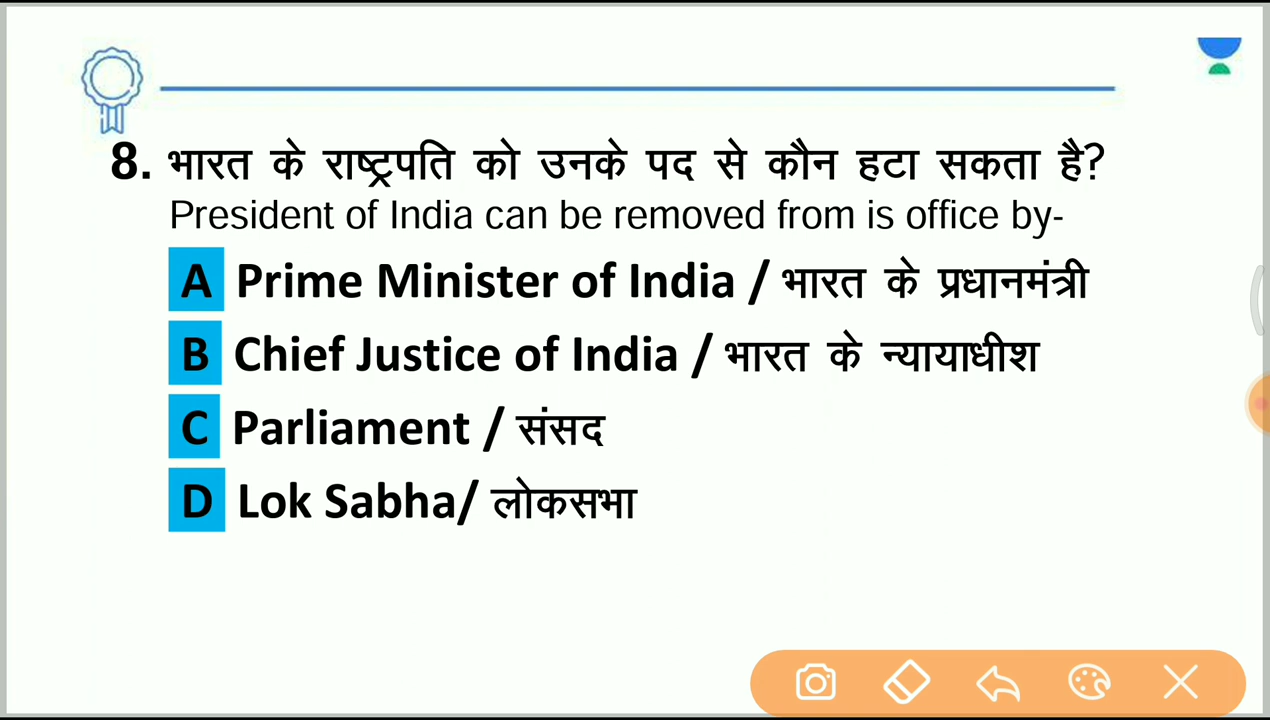 8. भारत के राष्ट्रपति को उनके पद से कौन हटा सकता है?
President of India can be removed from is office by-
A Prime Minister of India / भारत के प्रधानमंत्री
B Chief Justice of India / भारत के न्यायाधीश
C Parliament / संसद
D Lok Sabha/ लोकसभा